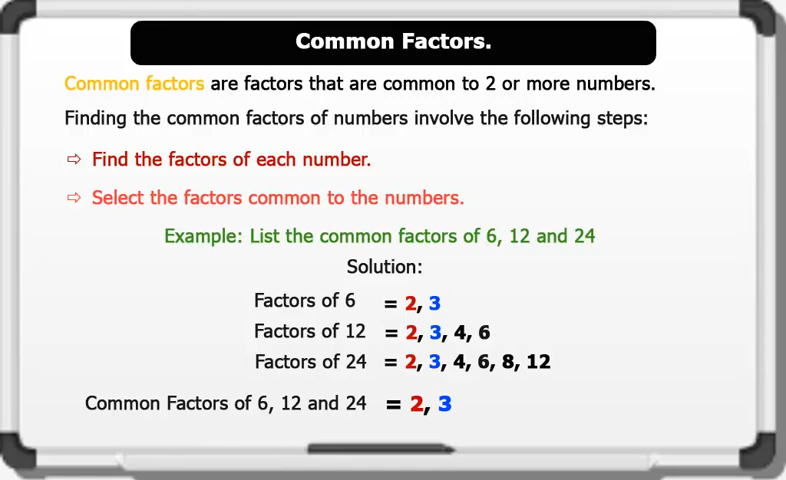 Common Factors.
Common factors are factors that are common to 2 or more numbers.
Finding the common factors of numbers involve the following steps:
⇨ Find the factors of each number.
⇨ Select the factors common to the numbers.
Example: List the common factors of 6, 12 and 24
Solution:
Factors of 6 = 2, 3
Factors of 12 = 2, 3, 4, 6
Factors of 24 = 2, 3, 4, 6, 8, 12
Common Factors of 6, 12 and 24 = 2, 3